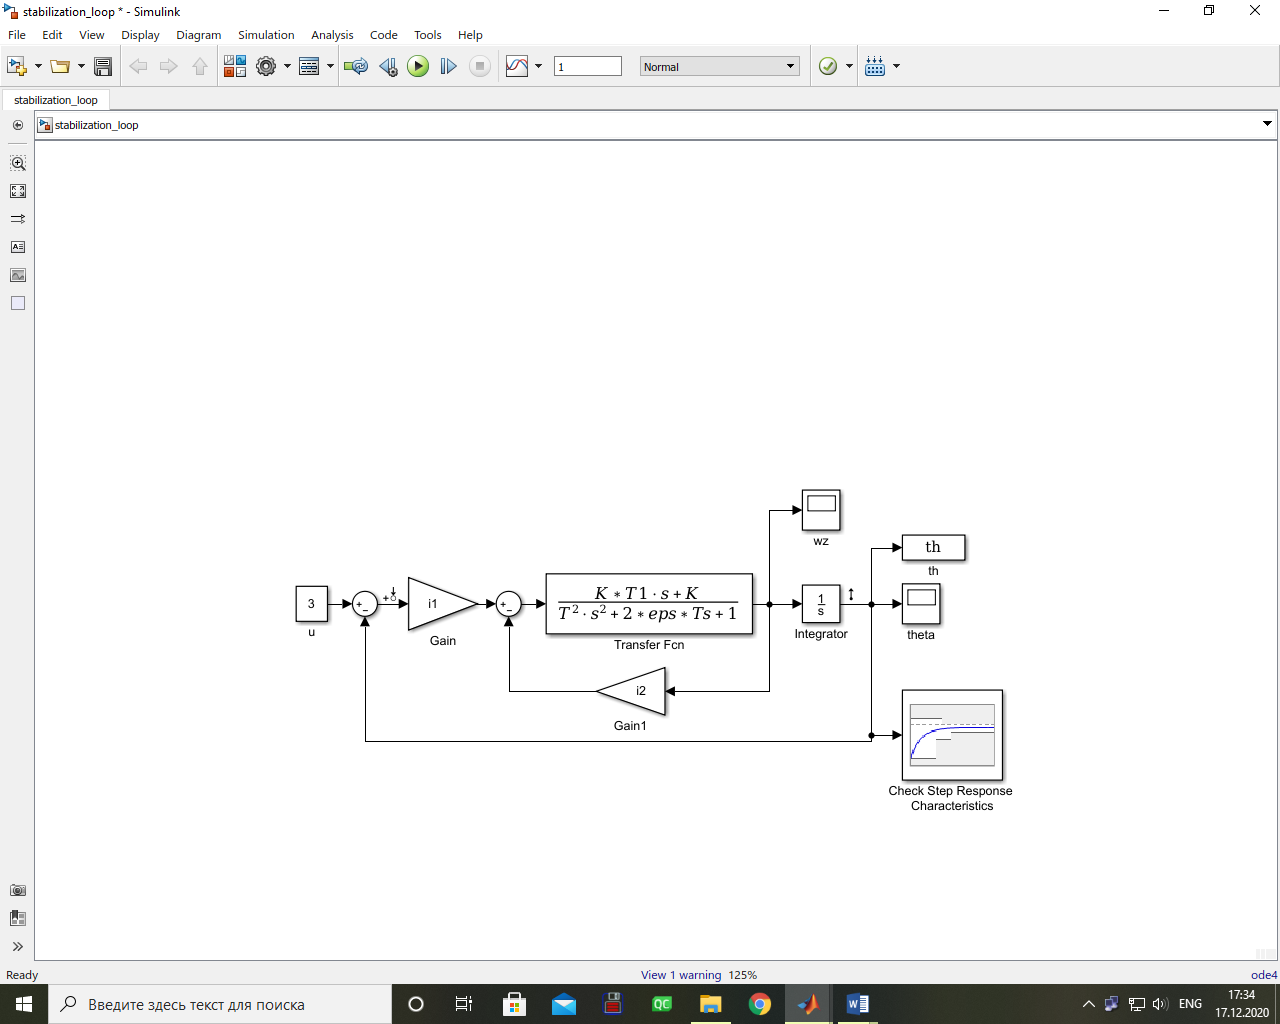 stabilization_loop * - Simulink
File Edit View Display Diagram Simulation Analysis Code Tools Help
1 Normal
stabilization_loop
stabilization_loop
wz
th
th
3
u
+
-
+
i1
Gain
+
-
K * T1 · s + K
T² · s² + 2 * eps * Ts + 1
Transfer Fcn
1
s
Integrator
theta
i2
Gain1
Check Step Response
Characteristics
Ready View 1 warning 125% ode4
Введите здесь текст для поиска
QC
W
ENG
17:34
17.12.2020